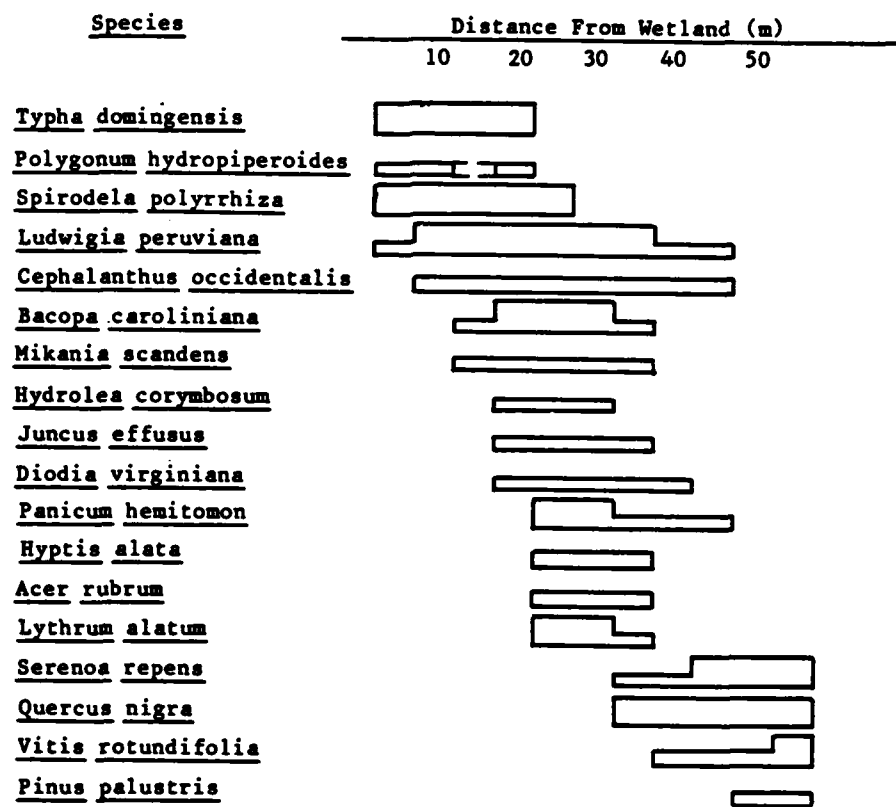 Species Distance From Wetland (m)
10 20 30 40 50
Typha domingensis
Polygonum hydropiperoides
Spirodela polyrrhiza
Ludwigia peruviana
Cephalanthus occidentalis
Bacopa caroliniana
Mikania scandens
Hydrolea corymbosum
Juncus effusus
Diodia virginiana
Panicum hemitomon
Hyptis alata
Acer rubrum
Lythrum alatum
Serenoa repens
Quercus nigra
Vitis rotundifolia
Pinus palustris